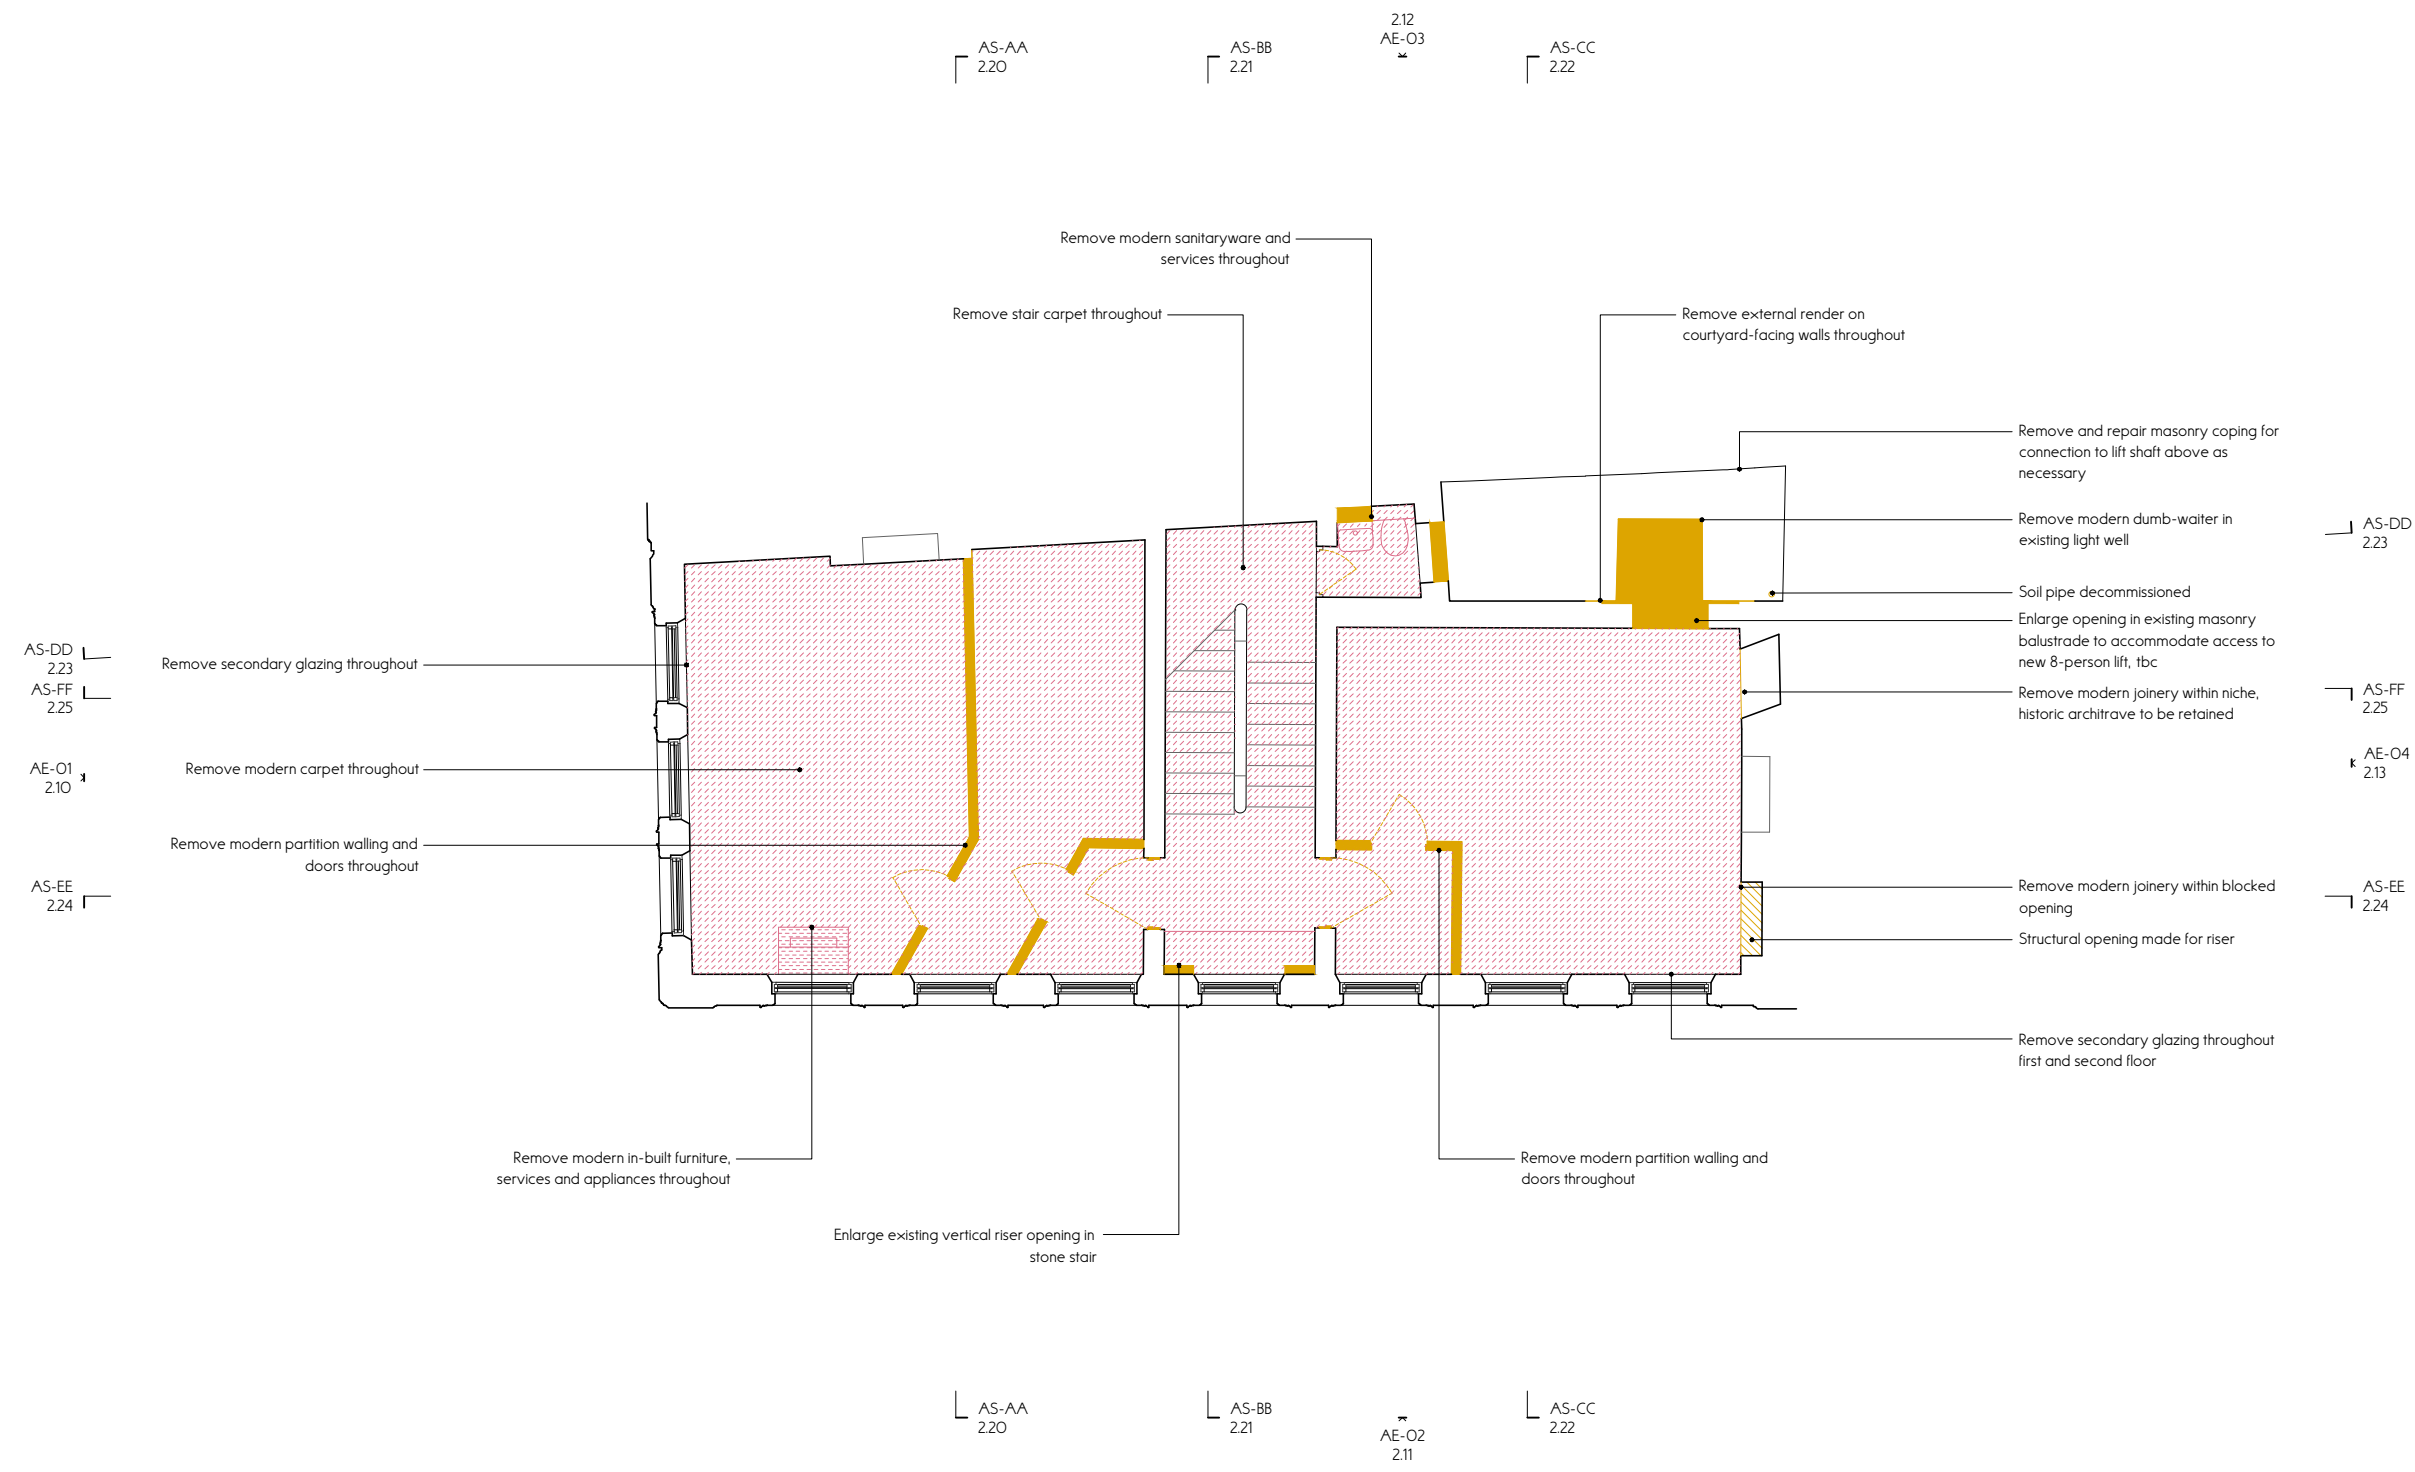 2.12
AE-03
AS-AA
2.20
AS-BB
2.21
AS-CC
2.22
Remove modern sanitaryware and
services throughout
Remove stair carpet throughout
Remove external render on
courtyard-facing walls throughout
Remove and repair masonry coping for
connection to lift shaft above as
necessary
Remove modern dumb-waiter in
existing light well
AS-DD
2.23
Soil pipe decommissioned
Enlarge opening in existing masonry
balustrade to accommodate access to
new 8-person lift, tbc
AS-DD
2.23
Remove secondary glazing throughout
AS-FF
2.25
Remove modern joinery within niche,
historic architrave to be retained
AS-FF
2.25
AE-01
2.10
Remove modern carpet throughout
AE-04
2.13
Remove modern partition walling and
doors throughout
AS-EE
2.24
Remove modern joinery within blocked
opening
AS-EE
2.24
Structural opening made for riser
Remove secondary glazing throughout
first and second floor
Remove modern in-built furniture,
services and appliances throughout
Remove modern partition walling and
doors throughout
Enlarge existing vertical riser opening in
stone stair
AS-AA
2.20
AS-BB
2.21
AE-02
2.11
AS-CC
2.22